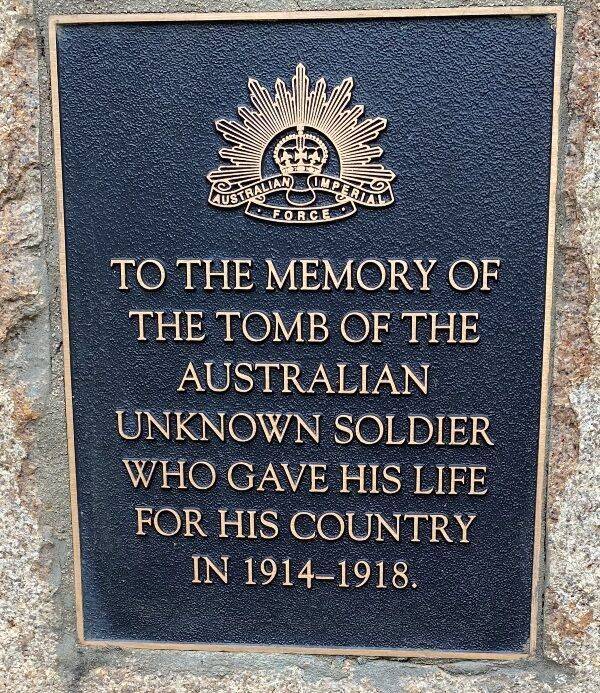 AUSTRALIAN IMPERIAL
FORCE
TO THE MEMORY OF
THE TOMB OF THE
AUSTRALIAN
UNKNOWN SOLDIER
WHO GAVE HIS LIFE
FOR HIS COUNTRY
IN 1914–1918.